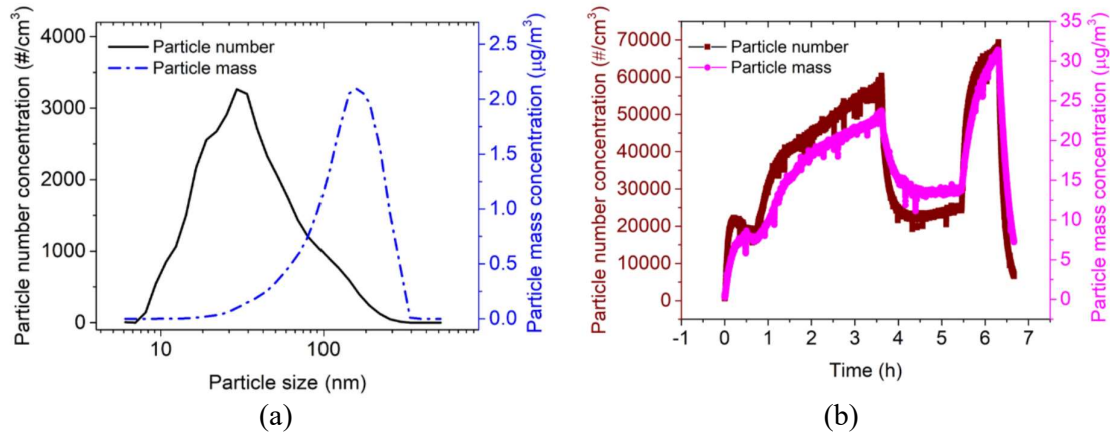 Particle number
Particle mass
Particle number concentration (#/cm³)
4000
3000
2000
1000
0
Particle mass concentration (μg/m³)
2.5
2.0
1.5
1.0
0.5
0.0
10
100
Particle size (nm)
(a)
Particle number
Particle mass
Particle number concentration (#/cm³)
70000
60000
50000
40000
30000
20000
10000
0
Particle mass concentration (μg/m³)
35
30
25
20
15
10
5
0
-1 0 1 2 3 4 5 6 7
Time (h)
(b)